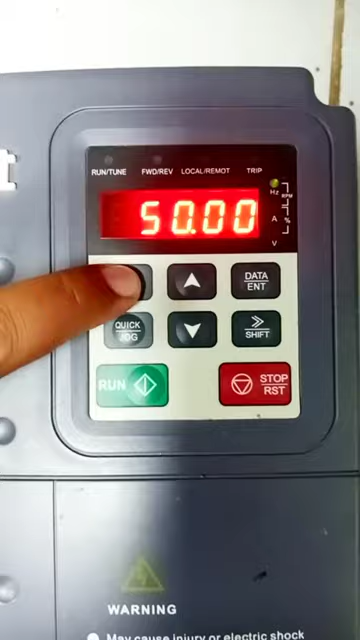 RUN/TUNE FWD/REV LOCAL/REMOT TRIP
Hz RPM
A %
V
50.00
DATA
ENT
QUICK
JOG
SHIFT
RUN
STOP
RST
WARNING
May cause injury or electric shock